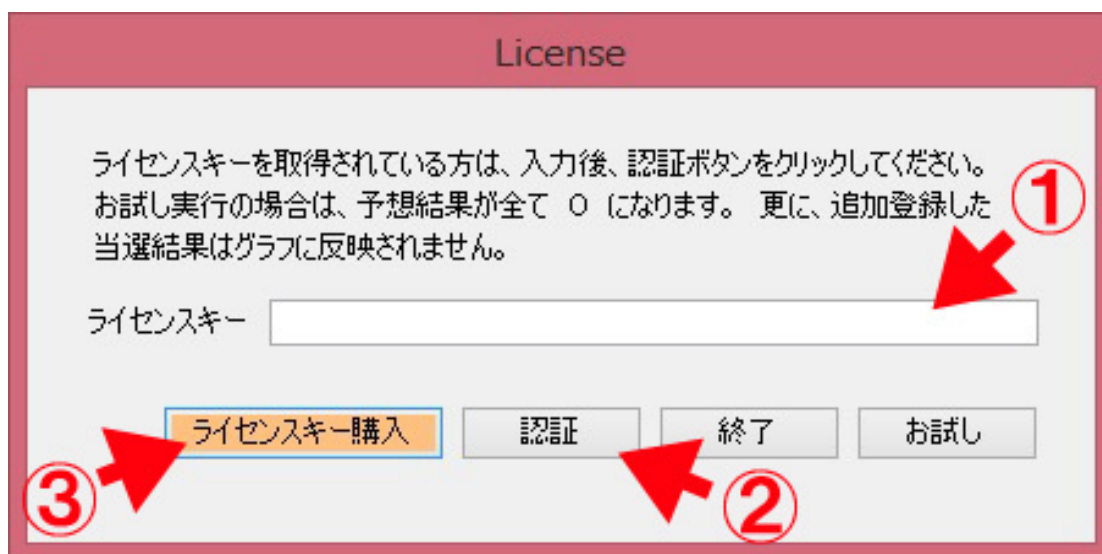 License
ライセンスキーを取得されている方は、入力後、認証ボタンをクリックしてください。
お試し実行の場合は、予想結果が全て 0 になります。 更に、追加登録した
当選結果はグラフに反映されません。
①
ライセンスキー
ライセンスキー購入 認証 終了 お試し
③ ②